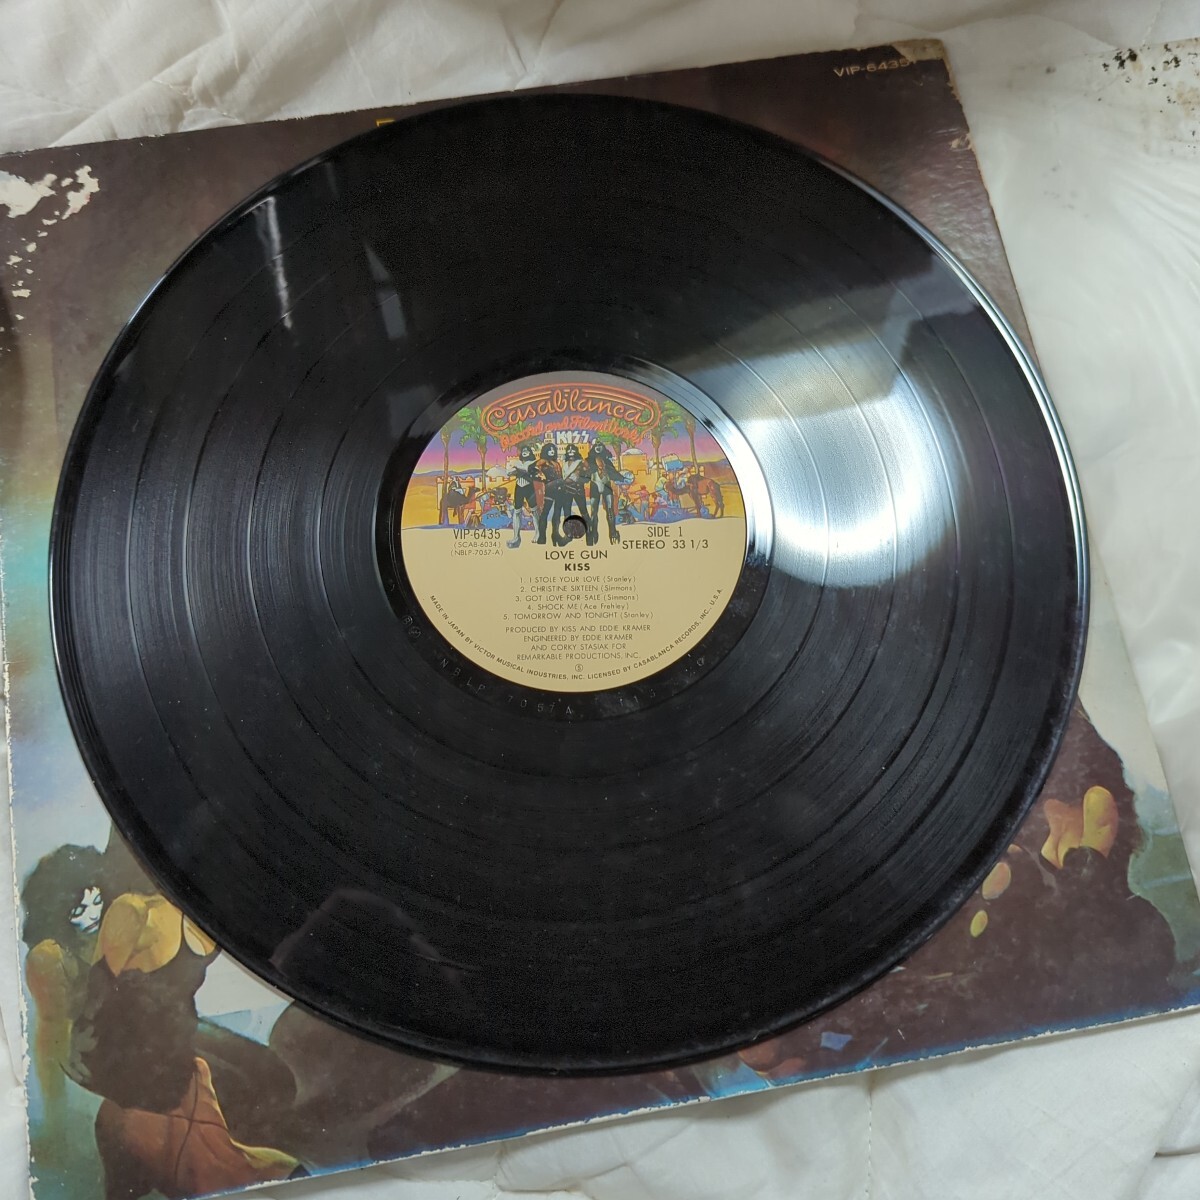 VIP-6435
Casablanca
Record and FilmWorks
KISS
VIP-6435
(SCAB-6034)
(NBLP-7057-A)
SIDE 1
STEREO 33 1/3
LOVE GUN
KISS
1. I STOLE YOUR LOVE (Stanley)
2. CHRISTINE SIXTEEN (Simmons)
3. GOT LOVE FOR SALE (Simmons)
4. SHOCK ME (Ace Frehley)
5. TOMORROW AND TONIGHT (Stanley)
PRODUCED BY KISS AND EDDIE KRAMER
ENGINEERED BY EDDIE KRAMER
AND CORKY STASIAK FOR
REMARKABLE PRODUCTIONS, INC.
Ⓢ
MADE IN JAPAN BY VICTOR MUSICAL INDUSTRIES, INC. LICENSED BY CASABLANCA RECORDS, INC., U.S.A.
NBLP 7057A